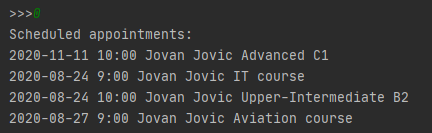 >>>0
Scheduled appointments:
2020-11-11 10:00 Jovan Jovic Advanced C1
2020-08-24 9:00 Jovan Jovic IT course
2020-08-24 10:00 Jovan Jovic Upper-Intermediate B2
2020-08-27 9:00 Jovan Jovic Aviation course